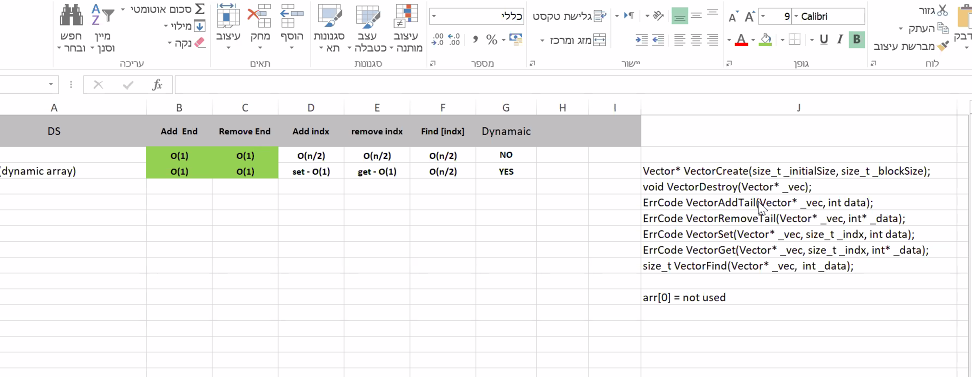 גזור
העתק
מברשת עיצוב
לוח
Calibri
9
B I U
A
גופן
גלישת טקסט
מזג ומרכז
יישור
כללי
% ,
מספר
עיצוב מותנה
עצב כטבלה
סגנונות תא
סגנונות
הוסף
מחק
עיצוב
תאים
סכום אוטומטי
מילוי
נקה
מיין וסנן
חפש ובחר
עריכה
fx
A B C D E F G H I J
DS Add End Remove End Add indx remove indx Find [indx] Dynamaic
O(1) O(1) O(n/2) O(n/2) O(n/2) NO
(dynamic array) O(1) O(1) set - O(1) get - O(1) O(n/2) YES
Vector* VectorCreate(size_t _initialSize, size_t _blockSize);
void VectorDestroy(Vector* _vec);
ErrCode VectorAddTail(Vector* _vec, int data);
ErrCode VectorRemoveTail(Vector* _vec, int* _data);
ErrCode VectorSet(Vector* _vec, size_t _indx, int data);
ErrCode VectorGet(Vector* _vec, size_t _indx, int* _data);
size_t VectorFind(Vector* _vec, int _data);
arr[0] = not used